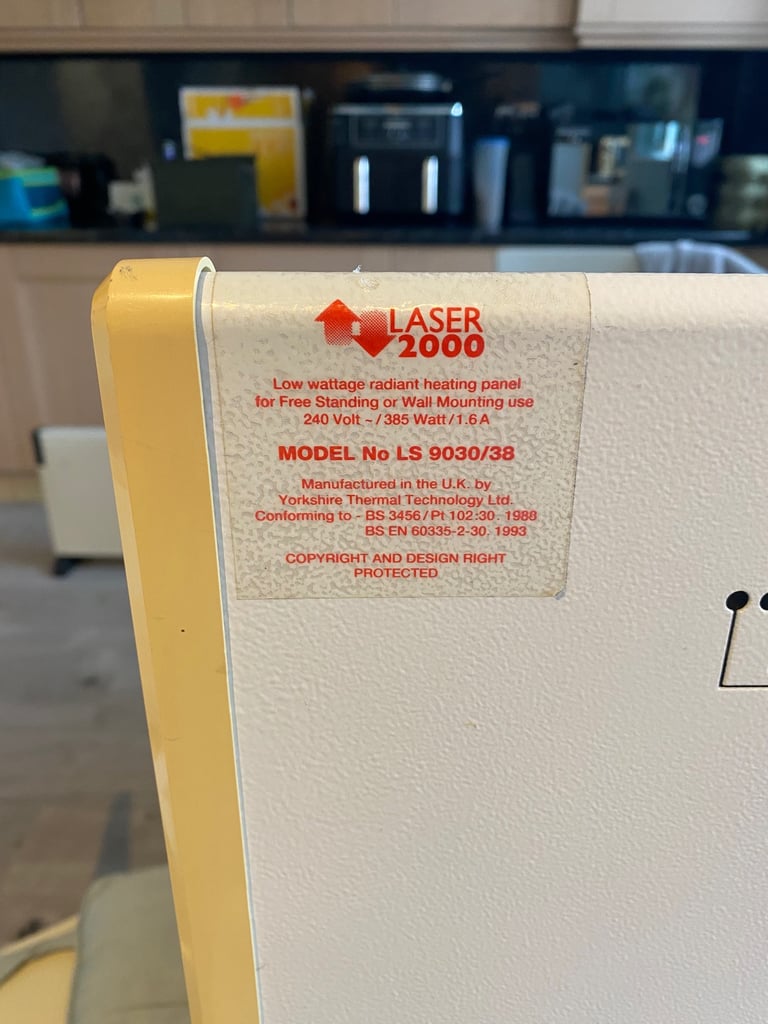 LASER
2000
Low wattage radiant heating panel
for Free Standing or Wall Mounting use
240 Volt ~ / 385 Watt / 1.6 A
MODEL No LS 9030/38
Manufactured in the U.K. by
Yorkshire Thermal Technology Ltd.
Conforming to - BS 3456 / Pt 102:30. 1988
BS EN 60335-2-30. 1993
COPYRIGHT AND DESIGN RIGHT
PROTECTED